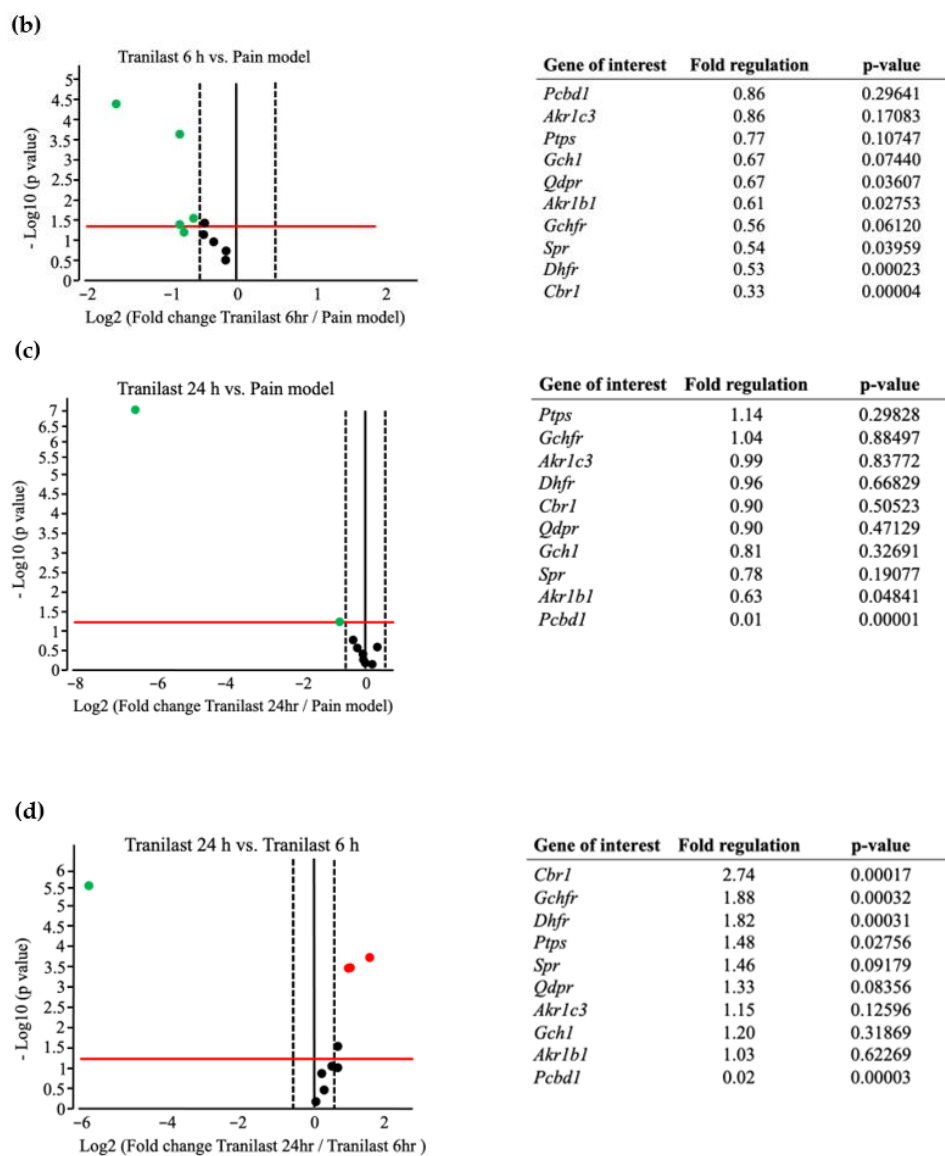 (b)
Tranilast 6 h vs. Pain model
- Log10 (p value)
5
4.5
3.5
2.5
1.5
1
0.5
0
−2
−1
0
1
2
Log2 (Fold change Tranilast 6hr / Pain model)
Gene of interest Fold regulation p-value
Pcbd1 0.86 0.29641
Akr1c3 0.86 0.17083
Ptps 0.77 0.10747
Gch1 0.67 0.07440
Qdpr 0.67 0.03607
Akr1b1 0.61 0.02753
Gchfr 0.56 0.06120
Spr 0.54 0.03959
Dhfr 0.53 0.00023
Cbr1 0.33 0.00004
(c)
Tranilast 24 h vs. Pain model
- Log10 (p value)
7
6.5
6
5.5
5
4.5
4
3.5
3
2.5
2
1.5
1
0.5
0
−8
−6
−4
−2
0
Log2 (Fold change Tranilast 24hr / Pain model)
Gene of interest Fold regulation p-value
Ptps 1.14 0.29828
Gchfr 1.04 0.88497
Akr1c3 0.99 0.83772
Dhfr 0.96 0.66829
Cbr1 0.90 0.50523
Qdpr 0.90 0.47129
Gch1 0.81 0.32691
Spr 0.78 0.19077
Akr1b1 0.63 0.04841
Pcbd1 0.01 0.00001
(d)
Tranilast 24 h vs. Tranilast 6 h
- Log10 (p value)
6
5.5
5
4.5
4
3.5
3
2.5
2
1.5
1
0.5
0
−6
−4
−2
0
2
Log2 (Fold change Tranilast 24hr / Tranilast 6hr )
Gene of interest Fold regulation p-value
Cbr1 2.74 0.00017
Gchfr 1.88 0.00032
Dhfr 1.82 0.00031
Ptps 1.48 0.02756
Spr 1.46 0.09179
Qdpr 1.33 0.08356
Akr1c3 1.15 0.12596
Gch1 1.20 0.31869
Akr1b1 1.03 0.62269
Pcbd1 0.02 0.00003